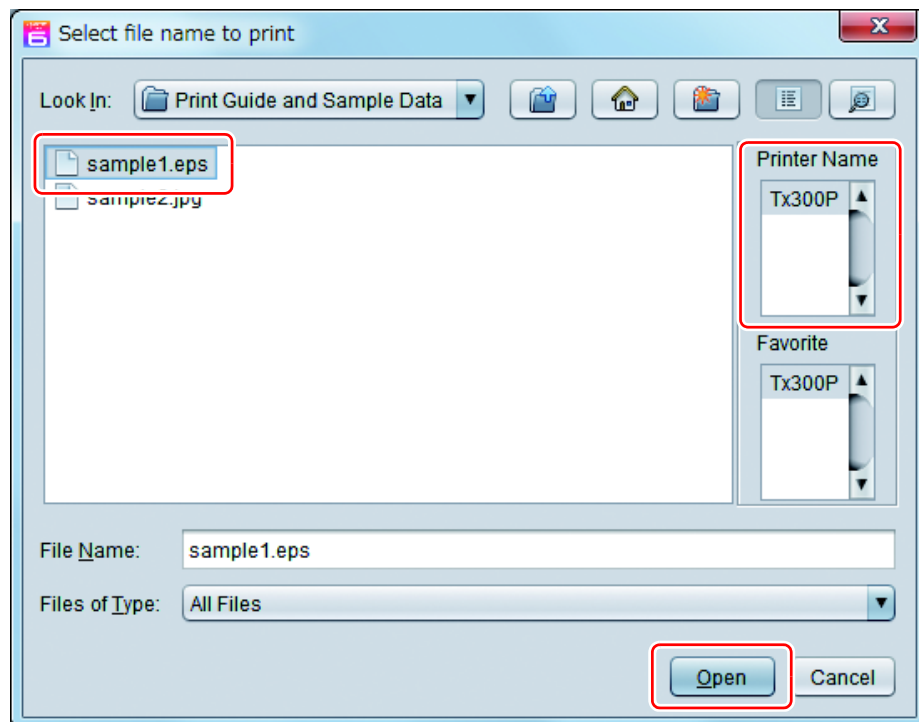 Select file name to print
Look In: Print Guide and Sample Data
sample1.eps
sample2.jpg
Printer Name
Tx300P
Favorite
Tx300P
File Name: sample1.eps
Files of Type: All Files
Open Cancel